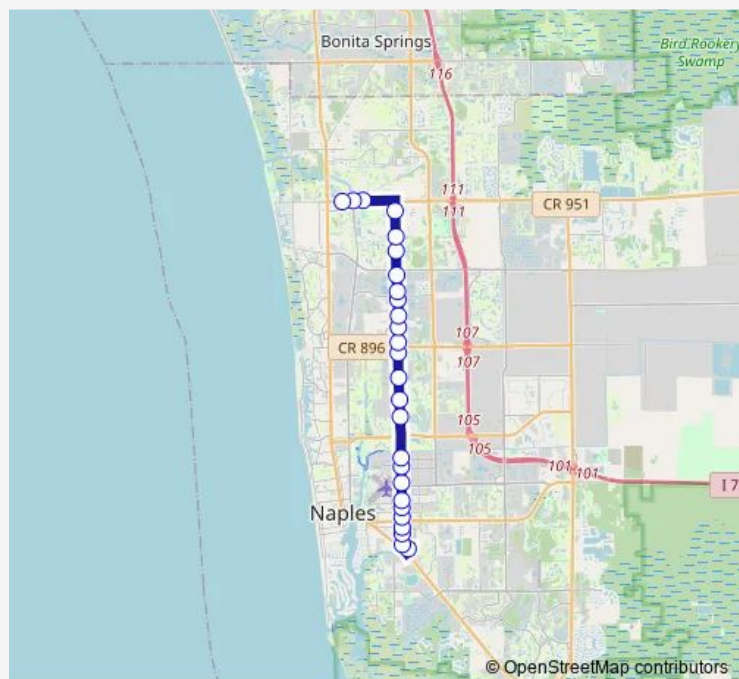 Bonita Springs
Bird Rookery
Swamp
116
111
111
CR 951
CR 896
107
107
105
105
101
101
I 7
Naples
© OpenStreetMap contributors